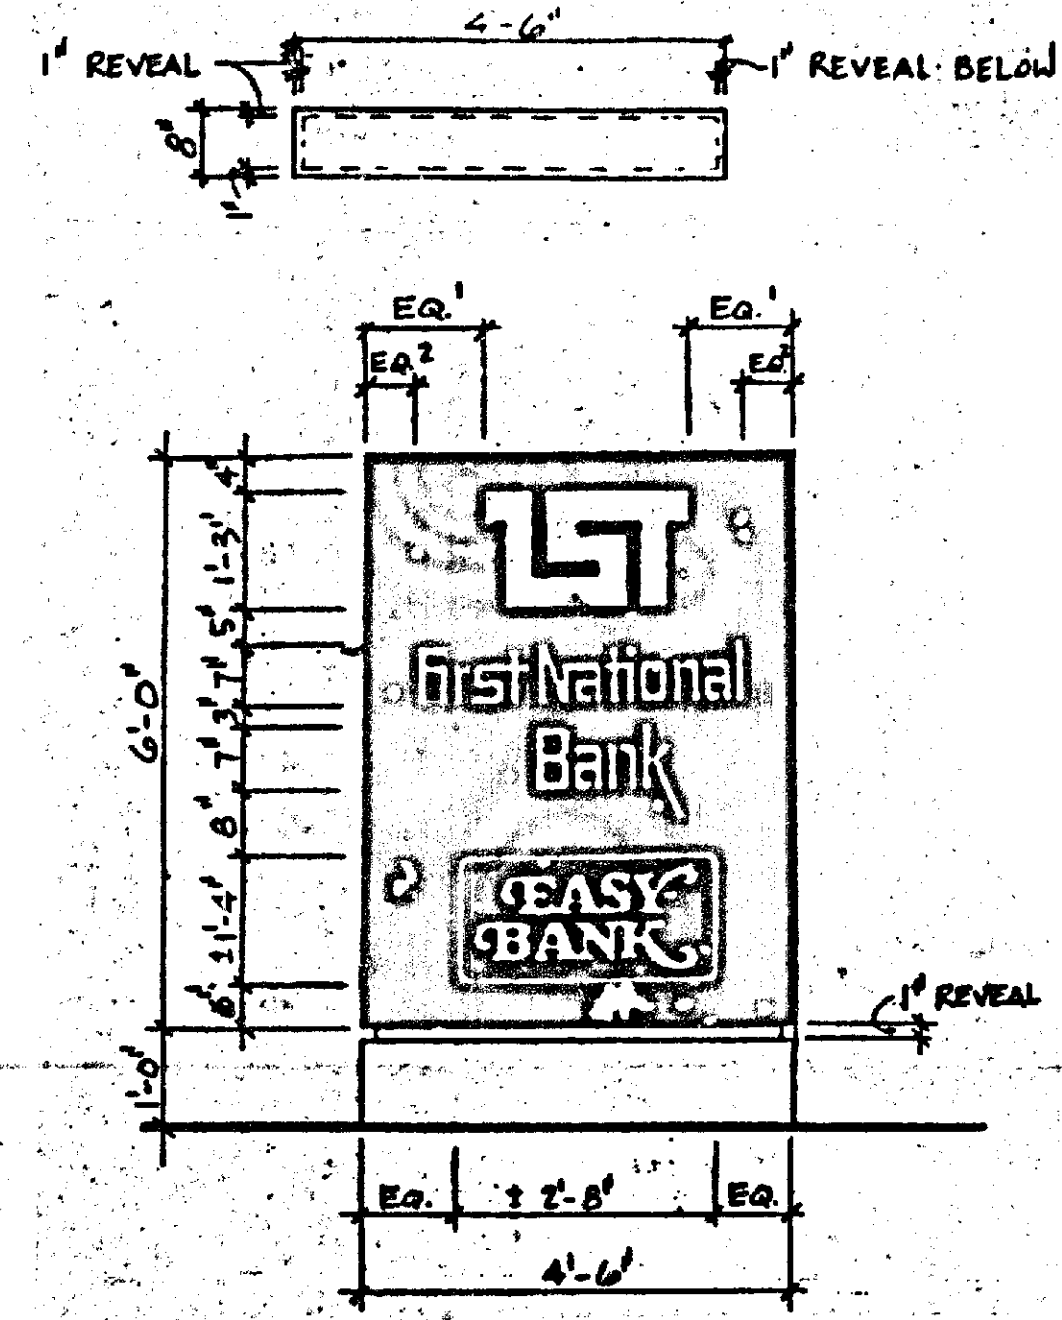 4'-6"
1" REVEAL
1"
1" REVEAL BELOW
8"
1"
EQ.¹
EQ.¹
EQ.²
EQ.²
4"
1'-3"
5"
7"
3"
7"
8"
1'-4"
6"
6'-0"
1'-0"
1ST
First National
Bank
EASY
BANK
1" REVEAL
EQ.
± 2'-8"
EQ.
4'-6"